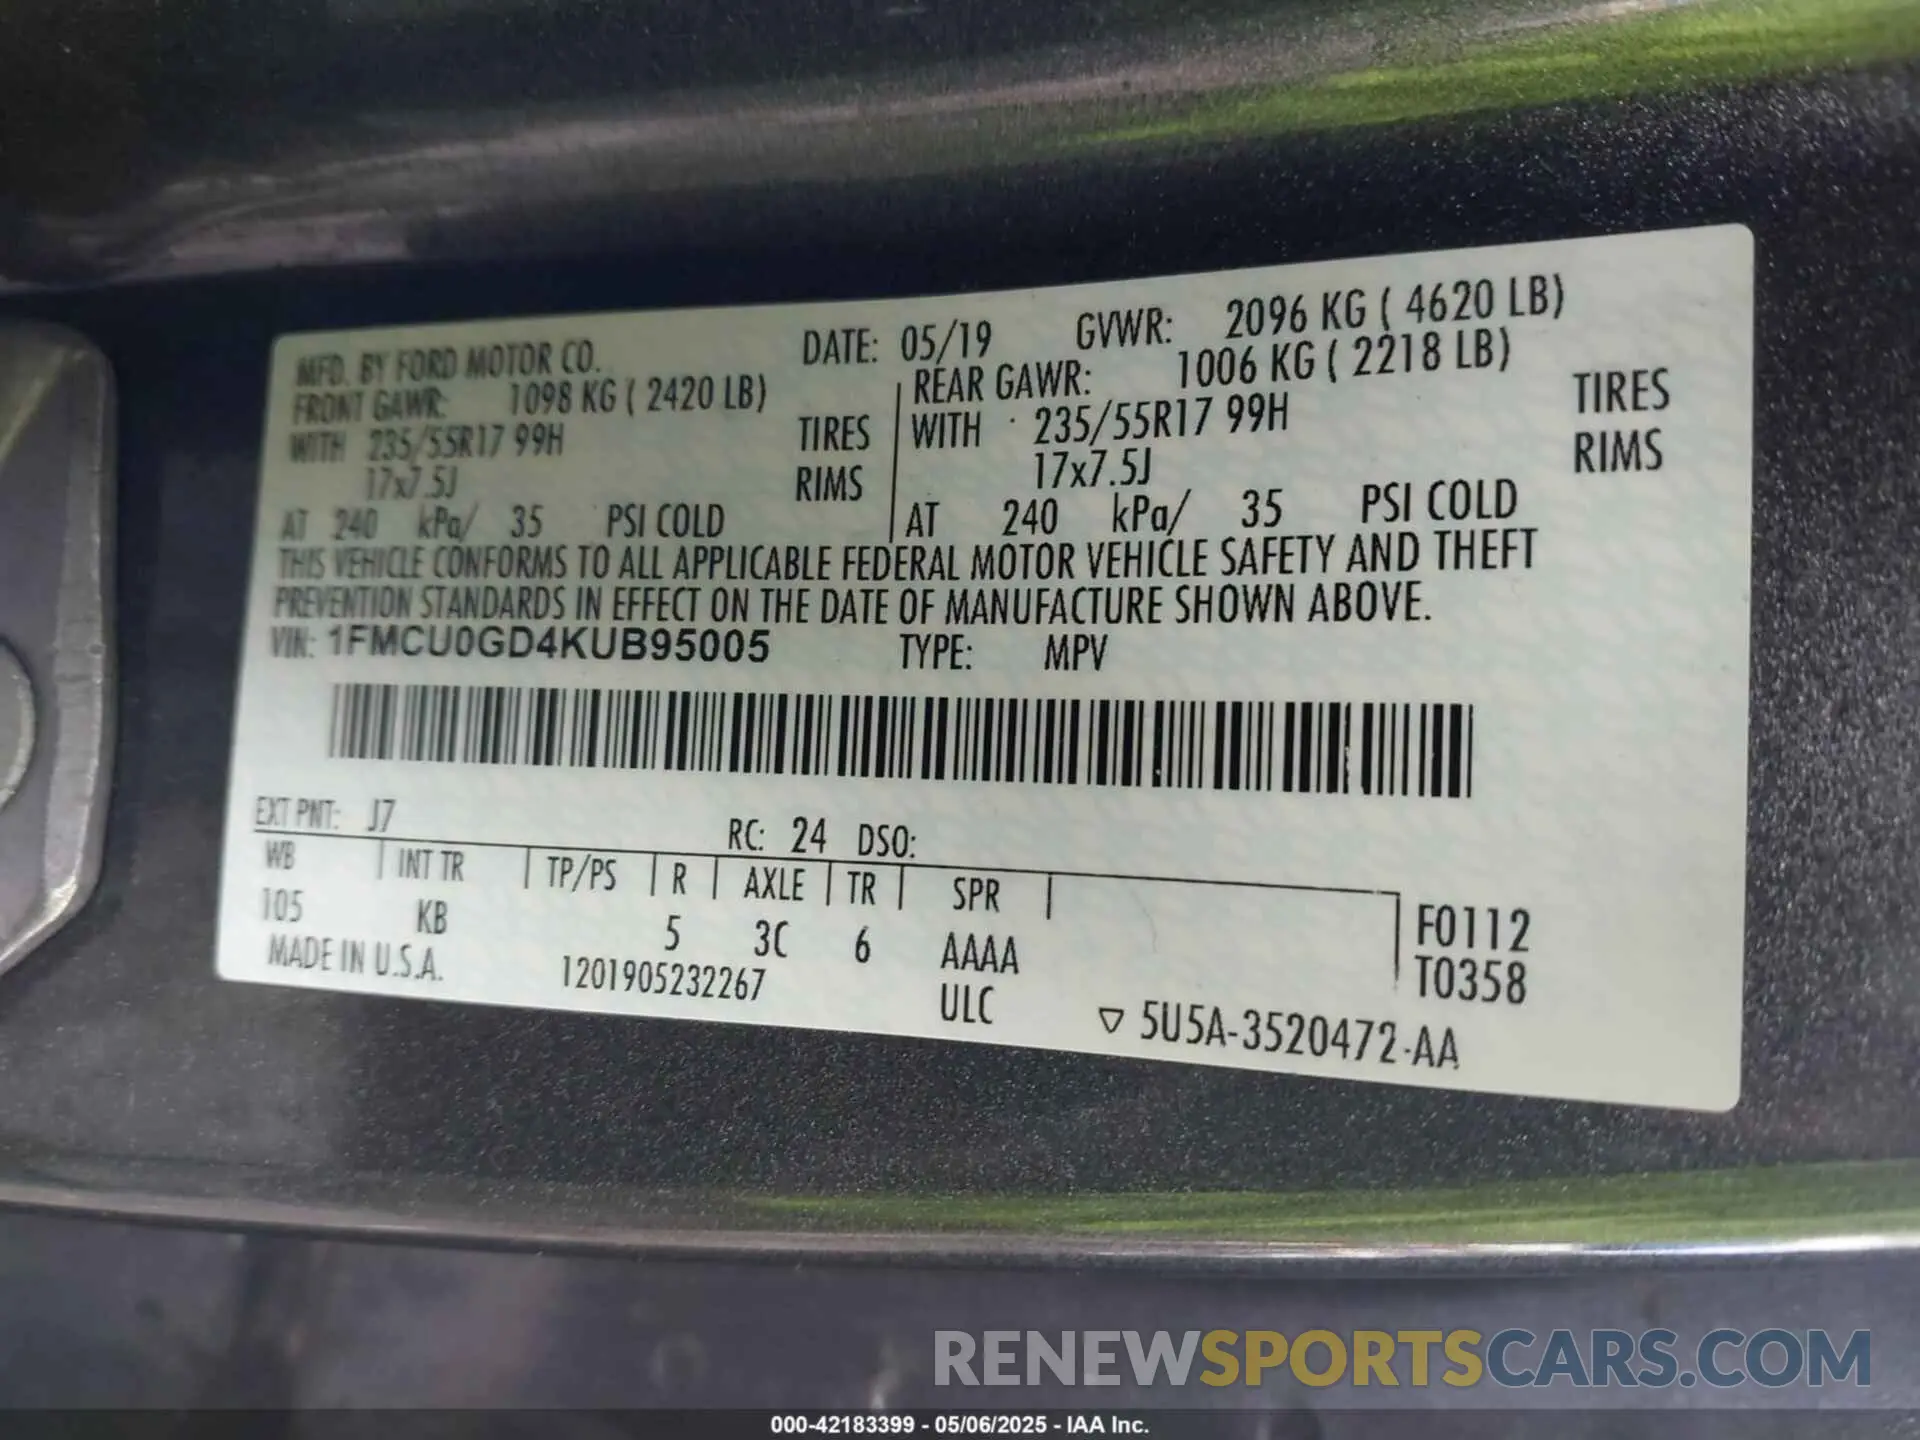 MFD. BY FORD MOTOR CO. DATE: 05/19 GVWR: 2096 KG ( 4620 LB)
FRONT GAWR: 1098 KG ( 2420 LB) REAR GAWR: 1006 KG ( 2218 LB)
WITH 235/55R17 99H TIRES WITH 235/55R17 99H TIRES
17x7.5J RIMS 17x7.5J RIMS
AT 240 kPa/ 35 PSI COLD AT 240 kPa/ 35 PSI COLD
THIS VEHICLE CONFORMS TO ALL APPLICABLE FEDERAL MOTOR VEHICLE SAFETY AND THEFT
PREVENTION STANDARDS IN EFFECT ON THE DATE OF MANUFACTURE SHOWN ABOVE.
VIN: 1FMCU0GD4KUB95005 TYPE: MPV
EXT PNT: J7 RC: 24 DSO:
WB INT TR TP/PS R AXLE TR SPR
105 KB 5 3C 6 AAAA F0112
MADE IN U.S.A. 1201905232267 ULC T0358
▽ 5U5A-3520472-AA
RENEWSPORTSCARS.COM
000-42183399 - 05/06/2025 - IAA Inc.